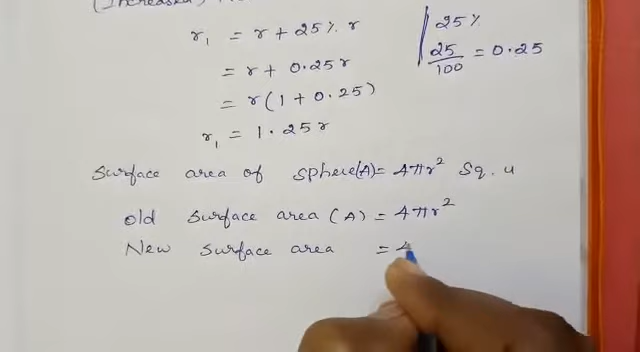 (Increased)
r₁ = r + 25% r
= r + 0.25r
= r(1 + 0.25)
r₁ = 1.25r
25%
25/100 = 0.25
Surface area of sphere(A) = 4πr² Sq. u
old surface area (A) = 4πr²
New surface area = 4